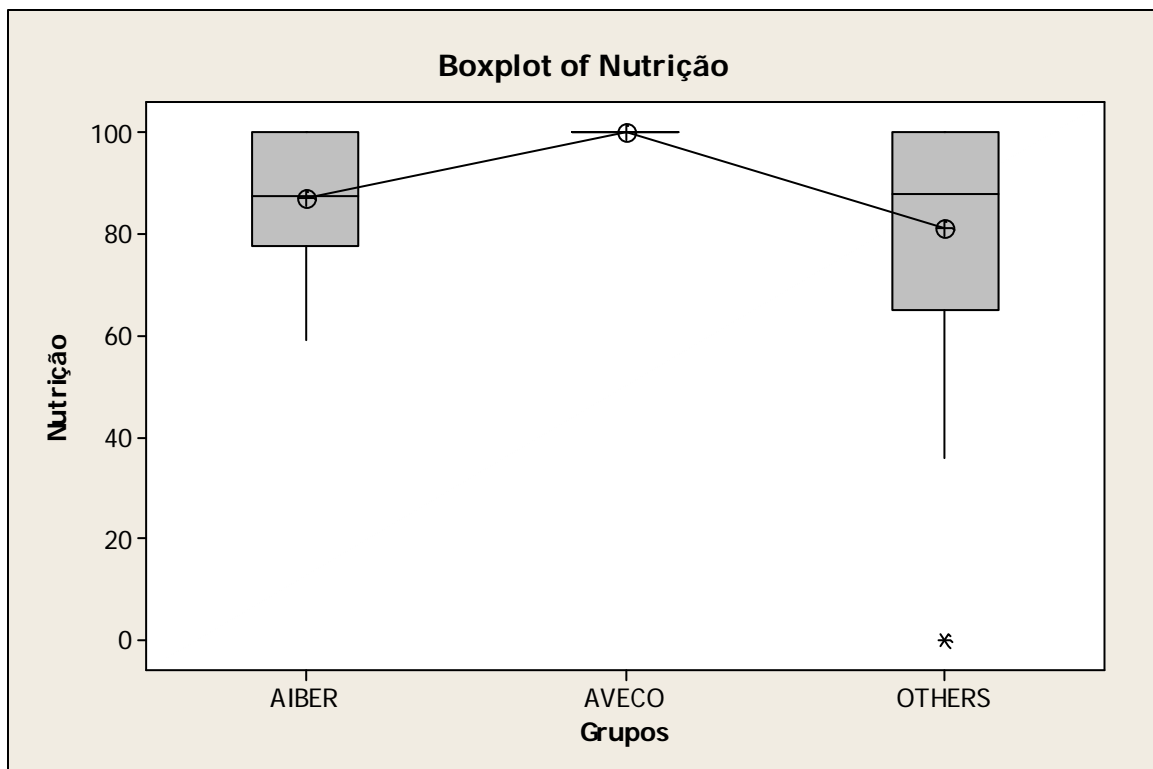 Boxplot of Nutrição
100
80
60
40
20
0
Nutrição
AIBER AVECO OTHERS
Grupos